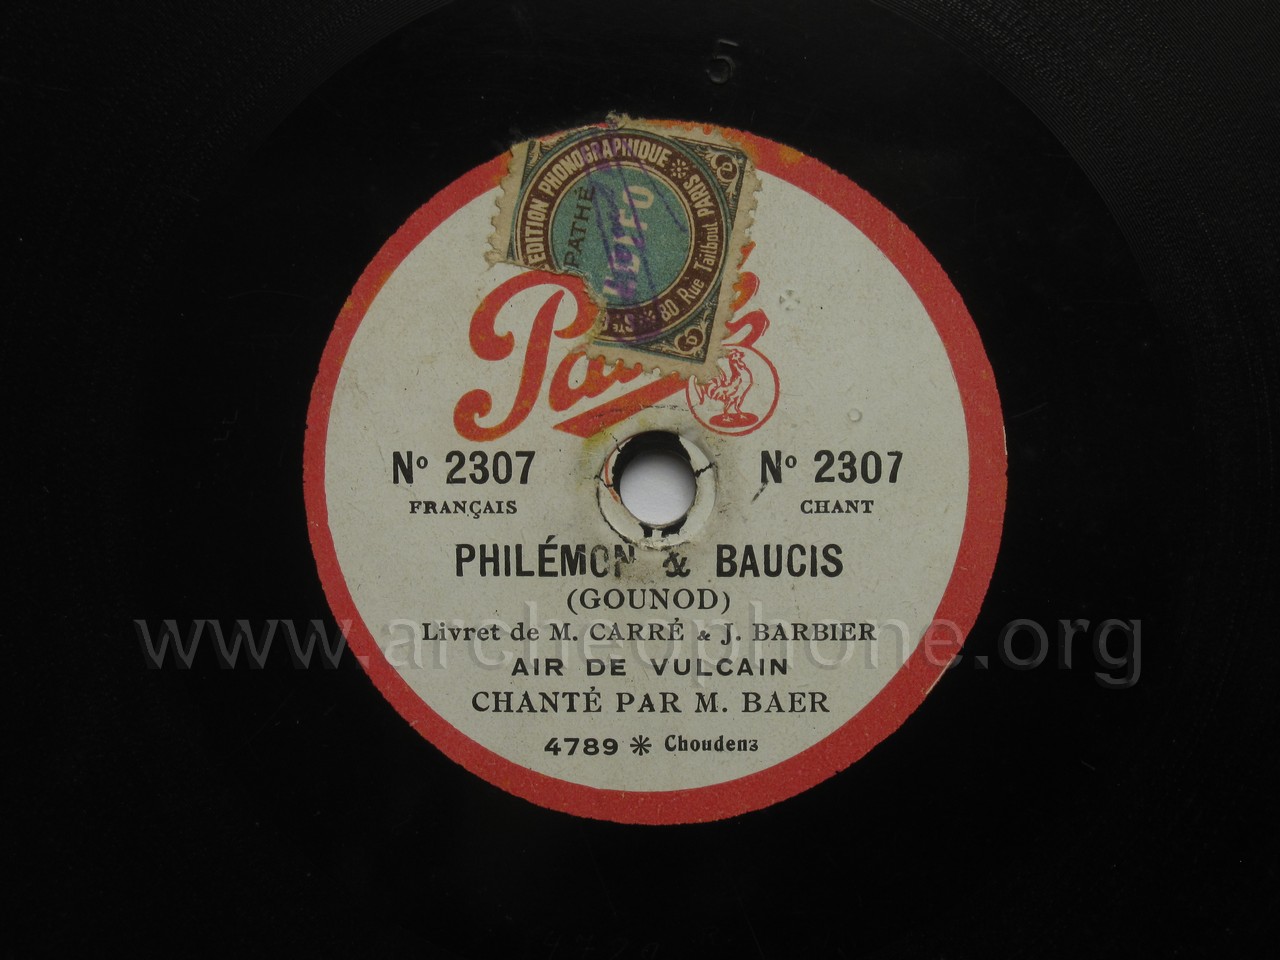 5
EDITION PHONOGRAPHIQUE ※ PARIS
PATHÉ
80 Rue Taitbout
Pathé
Nº 2307 Nº 2307
FRANÇAIS CHANT
PHILÉMON & BAUCIS
(GOUNOD)
Livret de M. CARRÉ & J. BARBIER
www.archeophone.org
AIR DE VULCAIN
CHANTÉ PAR M. BAER
4789 ※ Choudens